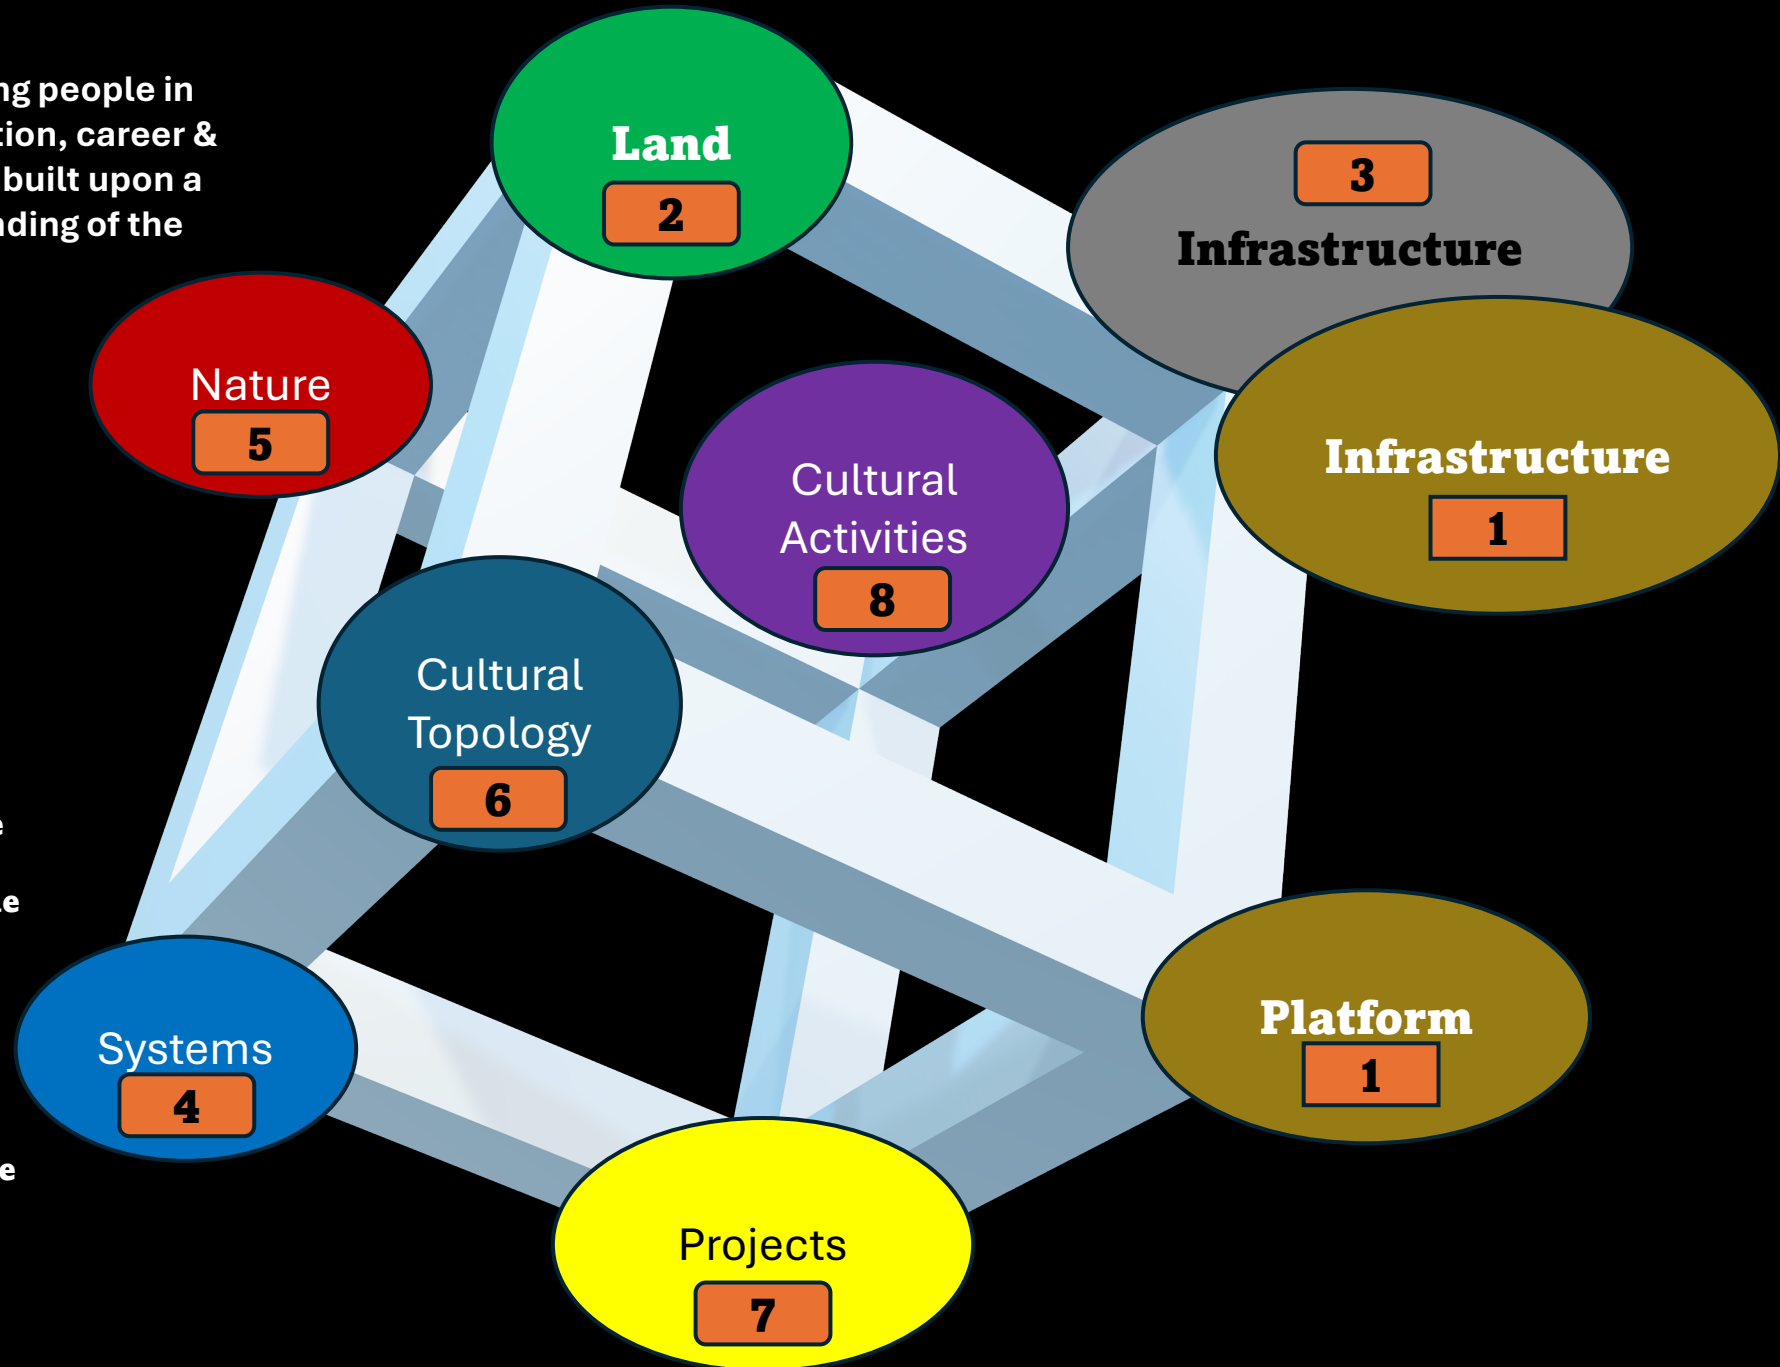 ng people in
tion, career &
built upon a
nding of the
Land
2
3
Infrastructure
Nature
5
Infrastructure
1
Cultural
Activities
8
Cultural
Topology
6
e
le
Systems
4
Platform
1
e
Projects
7